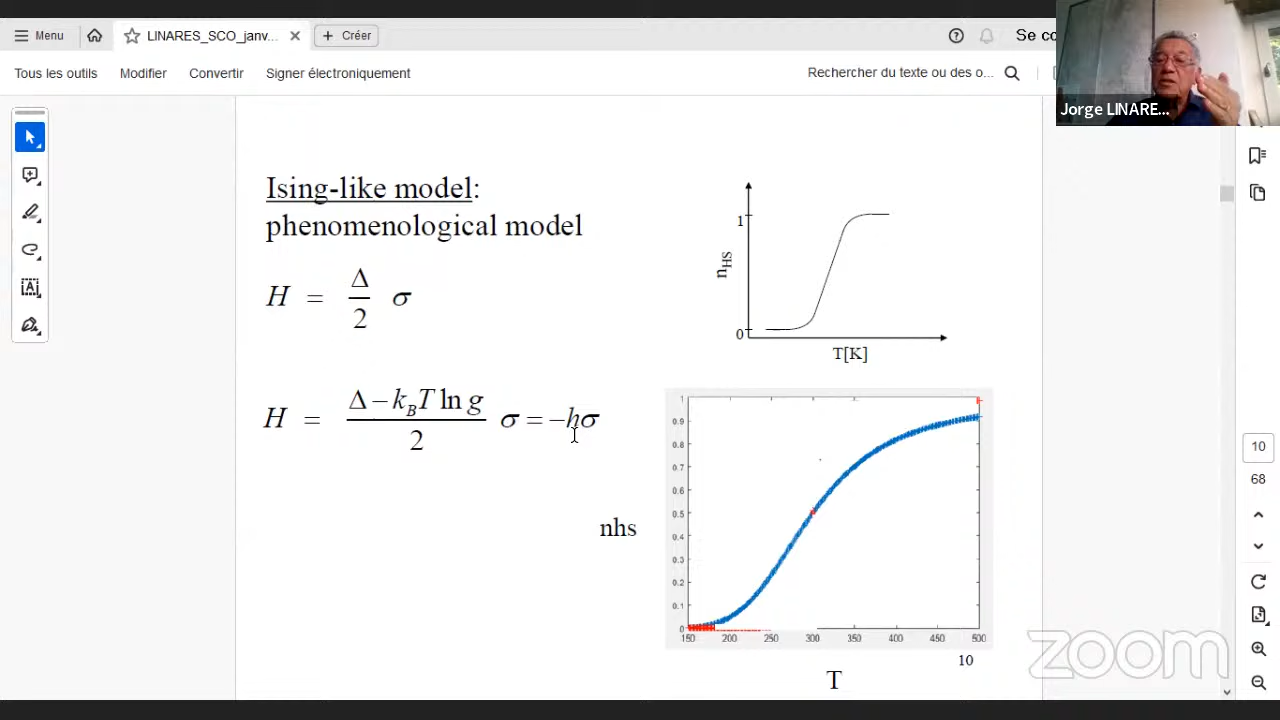 Menu
LINARES_SCO_janv...
Créer
Se co
Tous les outils
Modifier
Convertir
Signer électroniquement
Rechercher du texte ou des o...
Jorge LINARE...
Ising-like model:
phenomenological model
H = Δ/2 σ
H = (Δ − k_B T ln g)/2 σ = −hσ
1
n_HS
0
T[K]
nhs
1
0.9
0.8
0.7
0.6
0.5
0.4
0.3
0.2
0.1
0
150 200 250 300 350 400 450 500
T
10
10
68
zoom